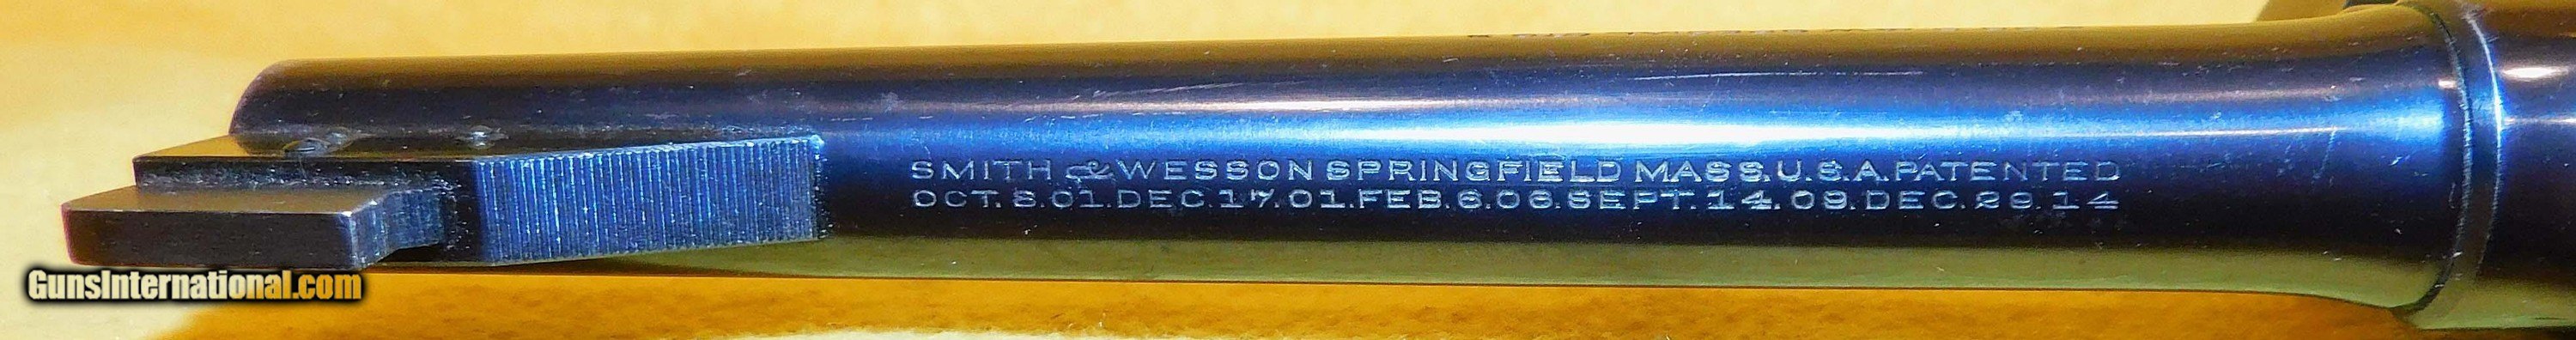 SMITH & WESSON SPRINGFIELD MASS. U.S.A. PATENTED
OCT. 8.01. DEC. 17.01. FEB. 6.06. SEPT. 14.09. DEC. 29.14
GunsInternational.com